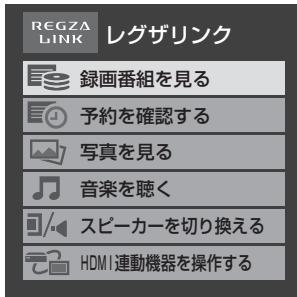 REGZA
LINK
レグザリンク
録画番組を見る
予約を確認する
写真を見る
音楽を聴く
スピーカーを切り換える
HDMI連動機器を操作する